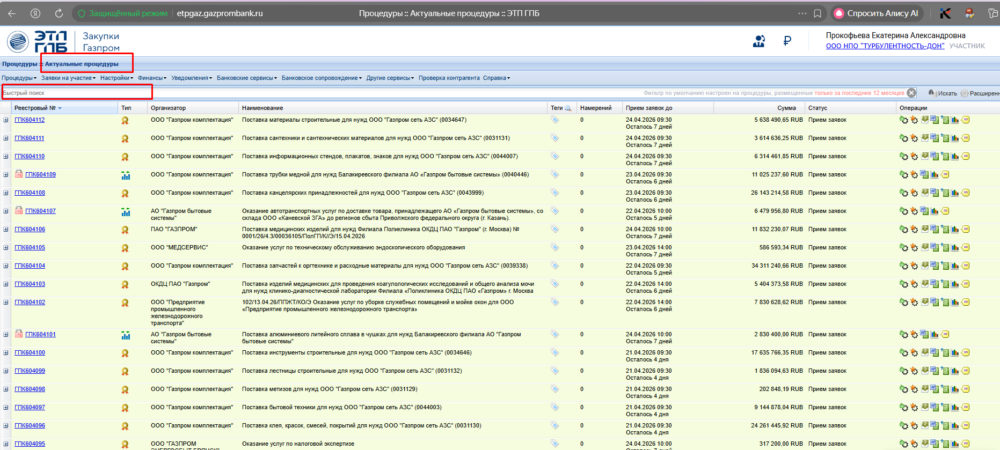 Защищённый режим etpgaz.gazprombank.ru Процедуры :: Актуальные процедуры :: ЭТП ГПБ Спросить Алису AI
ЭТП ГПБ Закупки Газпром
Прокофьева Екатерина Александровна
ООО НПО "ТУРБУЛЕНТНОСТЬ-ДОН" УЧАСТНИК
Процедуры :: Актуальные процедуры
Процедуры Заявки на участие Настройки Финансы Уведомления Банковские сервисы Банковское сопровождение Другие сервисы Проверка контрагента Справка
Быстрый поиск Фильтр по умолчанию настроен на процедуры, размещенные только за последние 12 месяцев Искать Расширенн
Реестровый № Тип Организатор Наименование Теги Намерений Прием заявок до Сумма Статус Операции
ГПК604112 ООО "Газпром комплектация" Поставка материалы строительные для нужд ООО "Газпром сеть АЗС" (0034647) 0 24.04.2026 09:30 5 638 490,65 RUB Прием заявок
Осталось 7 дней
ГПК604111 ООО "Газпром комплектация" Поставка сантехники и сантехнических материалов для нужд ООО "Газпром сеть АЗС" (0031131) 0 24.04.2026 09:30 3 614 636,25 RUB Прием заявок
Осталось 7 дней
ГПК604110 ООО "Газпром комплектация" Поставка информационных стендов, плакатов, знаков для нужд ООО "Газпром сеть АЗС" (0044007) 0 24.04.2026 09:30 6 314 461,85 RUB Прием заявок
Осталось 7 дней
ГПК604109 ООО "Газпром комплектация" Поставка трубки медной для нужд Балакиревского филиала АО «Газпром бытовые системы» (0040446) 0 23.04.2026 09:30 11 025 237,60 RUB Прием заявок
Осталось 6 дней
ГПК604108 ООО "Газпром комплектация" Поставка канцелярских принадлежностей для нужд ООО "Газпром сеть АЗС" (0043999) 0 23.04.2026 09:30 26 143 214,58 RUB Прием заявок
Осталось 6 дней
ГПК604107 АО "Газпром бытовые Оказание автотранспортных услуг по доставке товара, принадлежащего АО «Газпром бытовые системы», со 0 22.04.2026 10:00 6 479 956,80 RUB Прием заявок
системы" склада ООО «Каневской ЗГА» до регионов сбыта Приволжского федерального округа (г. Казань). Осталось 5 дней
ГПК604106 ПАО "ГАЗПРОМ" Поставка медицинских изделий для нужд Филиала Поликлиника ОКДЦ ПАО "Газпром" (г. Москва) № 0 24.04.2026 10:00 11 832 230,07 RUB Прием заявок
0001/26/4.3/00036105/ПолГП/К//Э/15.04.2026 Осталось 7 дней
ГПК604105 ООО "МЕДСЕРВИС" Оказание услуг по техническому обслуживанию эндоскопического оборудования 0 23.04.2026 14:00 586 593,34 RUB Прием заявок
Осталось 7 дней
ГПК604104 ООО "Газпром комплектация" Поставка запчастей к оргтехнике и расходные материалы для нужд ООО "Газпром сеть АЗС" (0039338) 0 22.04.2026 09:30 34 311 240,66 RUB Прием заявок
Осталось 5 дней
ГПК604103 ОКДЦ ПАО "Газпром" Поставка изделий медицинских для проведения коагулологических исследований и общего анализа мочи 0 22.04.2026 14:00 5 404 373,58 RUB Прием заявок
для нужд клинико-диагностической лаборатории Филиала «Поликлиника ОКДЦ ПАО «Газпром» г. Москва Осталось 6 дней
ГПК604102 ООО "Предприятие 102/13.04.26/ППЖТ/КО/Э Оказание услуг по уборке служебных помещений и мойке окон для ООО 0 22.04.2026 14:00 7 830 628,62 RUB Прием заявок
промышленного «Предприятие промышленного железнодорожного транспорта» Осталось 6 дней
железнодорожного
транспорта"
ГПК604101 АО "Газпром бытовые Поставка алюминиевого литейного сплава в чушках для нужд Балакиревского филиала АО "Газпром 0 24.04.2026 10:00 2 830 400,00 RUB Прием заявок
системы" бытовые системы" Осталось 7 дней
ГПК604100 ООО "Газпром комплектация" Поставка инструменты строительные для нужд ООО "Газпром сеть АЗС" (0034646) 0 21.04.2026 09:30 17 635 766,35 RUB Прием заявок
Осталось 4 дня
ГПК604099 ООО "Газпром комплектация" Поставка лестницы строительные для нужд ООО "Газпром сеть АЗС" (0031132) 0 21.04.2026 09:30 1 836 094,63 RUB Прием заявок
Осталось 4 дня
ГПК604098 ООО "Газпром комплектация" Поставка метизов для нужд ООО "Газпром сеть АЗС" (0031129) 0 21.04.2026 09:30 202 848,19 RUB Прием заявок
Осталось 4 дня
ГПК604097 ООО "Газпром комплектация" Поставка бытовой техники для нужд ООО "Газпром сеть АЗС" (0044003) 0 21.04.2026 09:30 9 144 878,04 RUB Прием заявок
Осталось 4 дня
ГПК604096 ООО "Газпром комплектация" Поставка клея, красок, смесей, покрытий для нужд ООО "Газпром сеть АЗС" (0031130) 0 21.04.2026 09:30 24 261 445,92 RUB Прием заявок
Осталось 4 дня
ГПК604095 ООО "ГАЗПРОМ Оказание услуг по налоговой экспертизе 0 24.04.2026 10:00 317 200,00 RUB Прием заявок
Осталось 7 дней